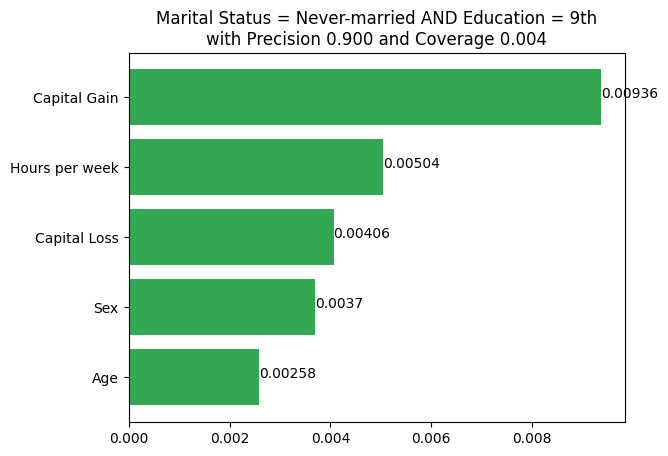 Marital Status = Never-married AND Education = 9th
with Precision 0.900 and Coverage 0.004
Capital Gain
0.00936
Hours per week
0.00504
Capital Loss
0.00406
Sex
0.0037
Age
0.00258
0.000 0.002 0.004 0.006 0.008